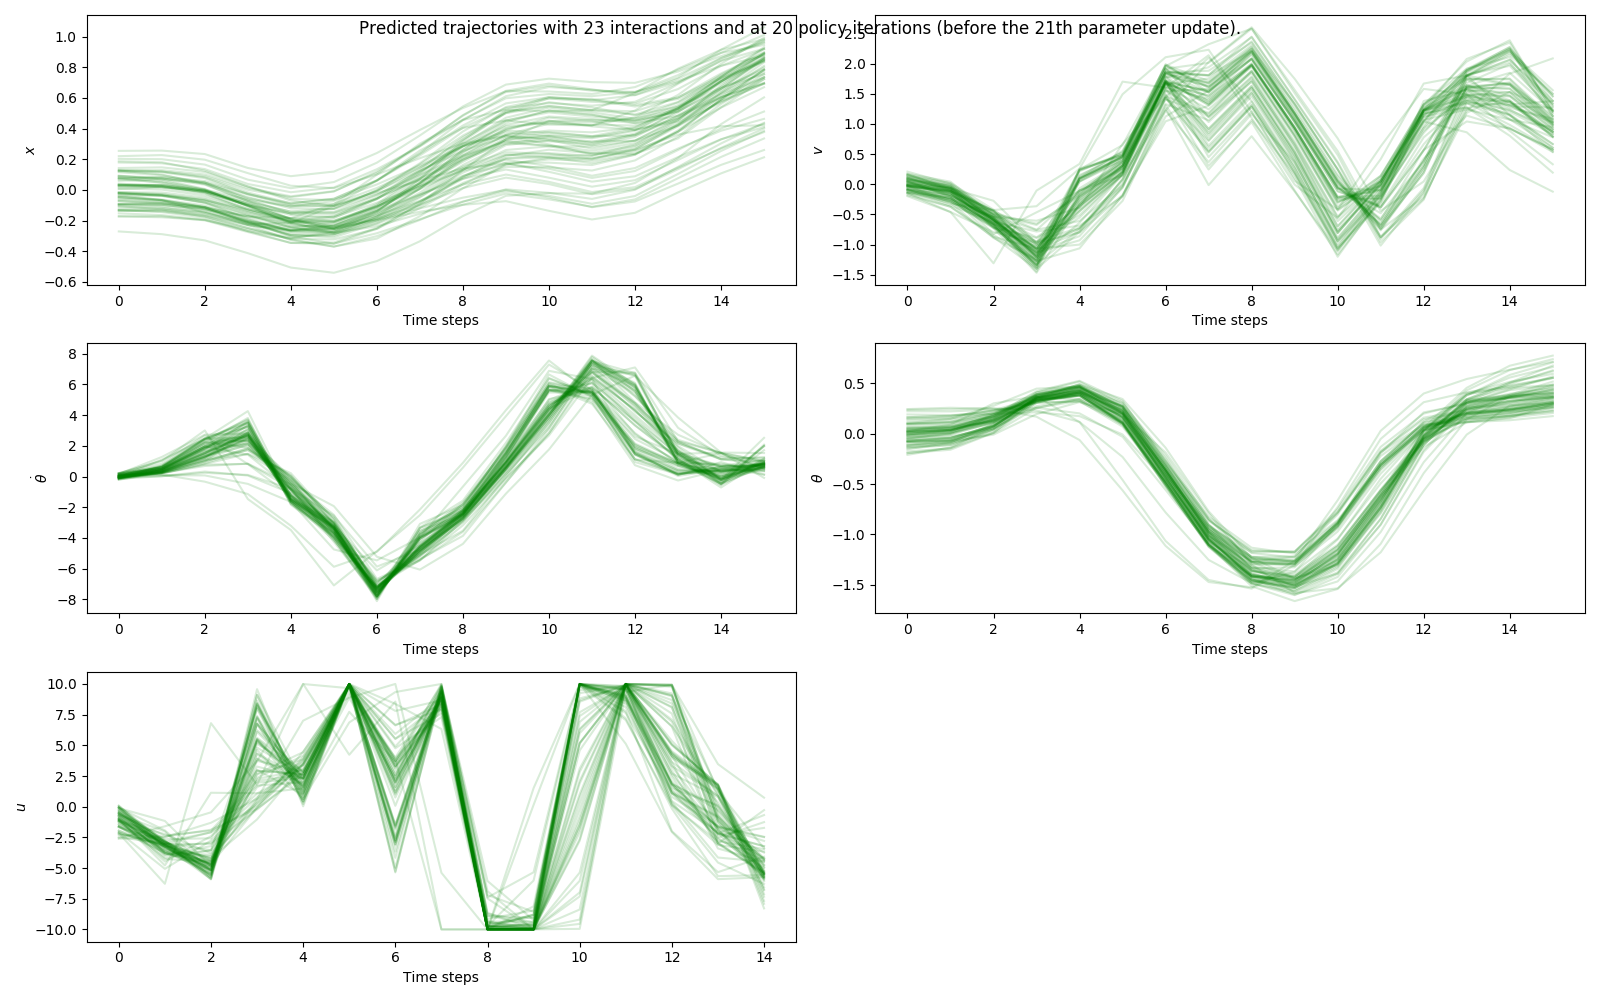 Predicted trajectories with 23 interactions and at 20 policy iterations (before the 21th parameter update).
1.0
0.8
0.6
0.4
0.2
0.0
−0.2
−0.4
−0.6
x
0 2 4 6 8 10 12 14
Time steps
2.5
2.0
1.5
1.0
0.5
0.0
−0.5
−1.0
−1.5
v
0 2 4 6 8 10 12 14
Time steps
8
6
4
2
0
−2
−4
−6
−8
θ̇
0 2 4 6 8 10 12 14
Time steps
0.5
0.0
−0.5
−1.0
−1.5
θ
0 2 4 6 8 10 12 14
Time steps
10.0
7.5
5.0
2.5
0.0
−2.5
−5.0
−7.5
−10.0
u
0 2 4 6 8 10 12 14
Time steps